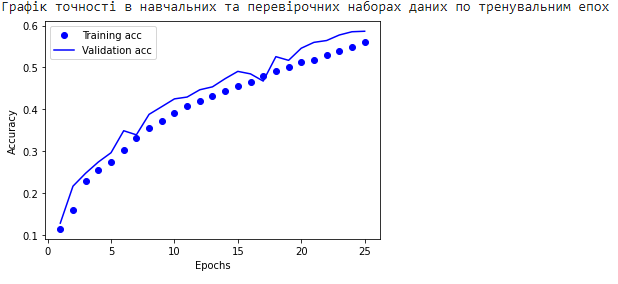 Графік точності в навчальних та перевірочних наборах даних по тренувальним епох
Training acc
Validation acc
0.6
0.5
0.4
0.3
0.2
0.1
Accuracy
0
5
10
15
20
25
Epochs